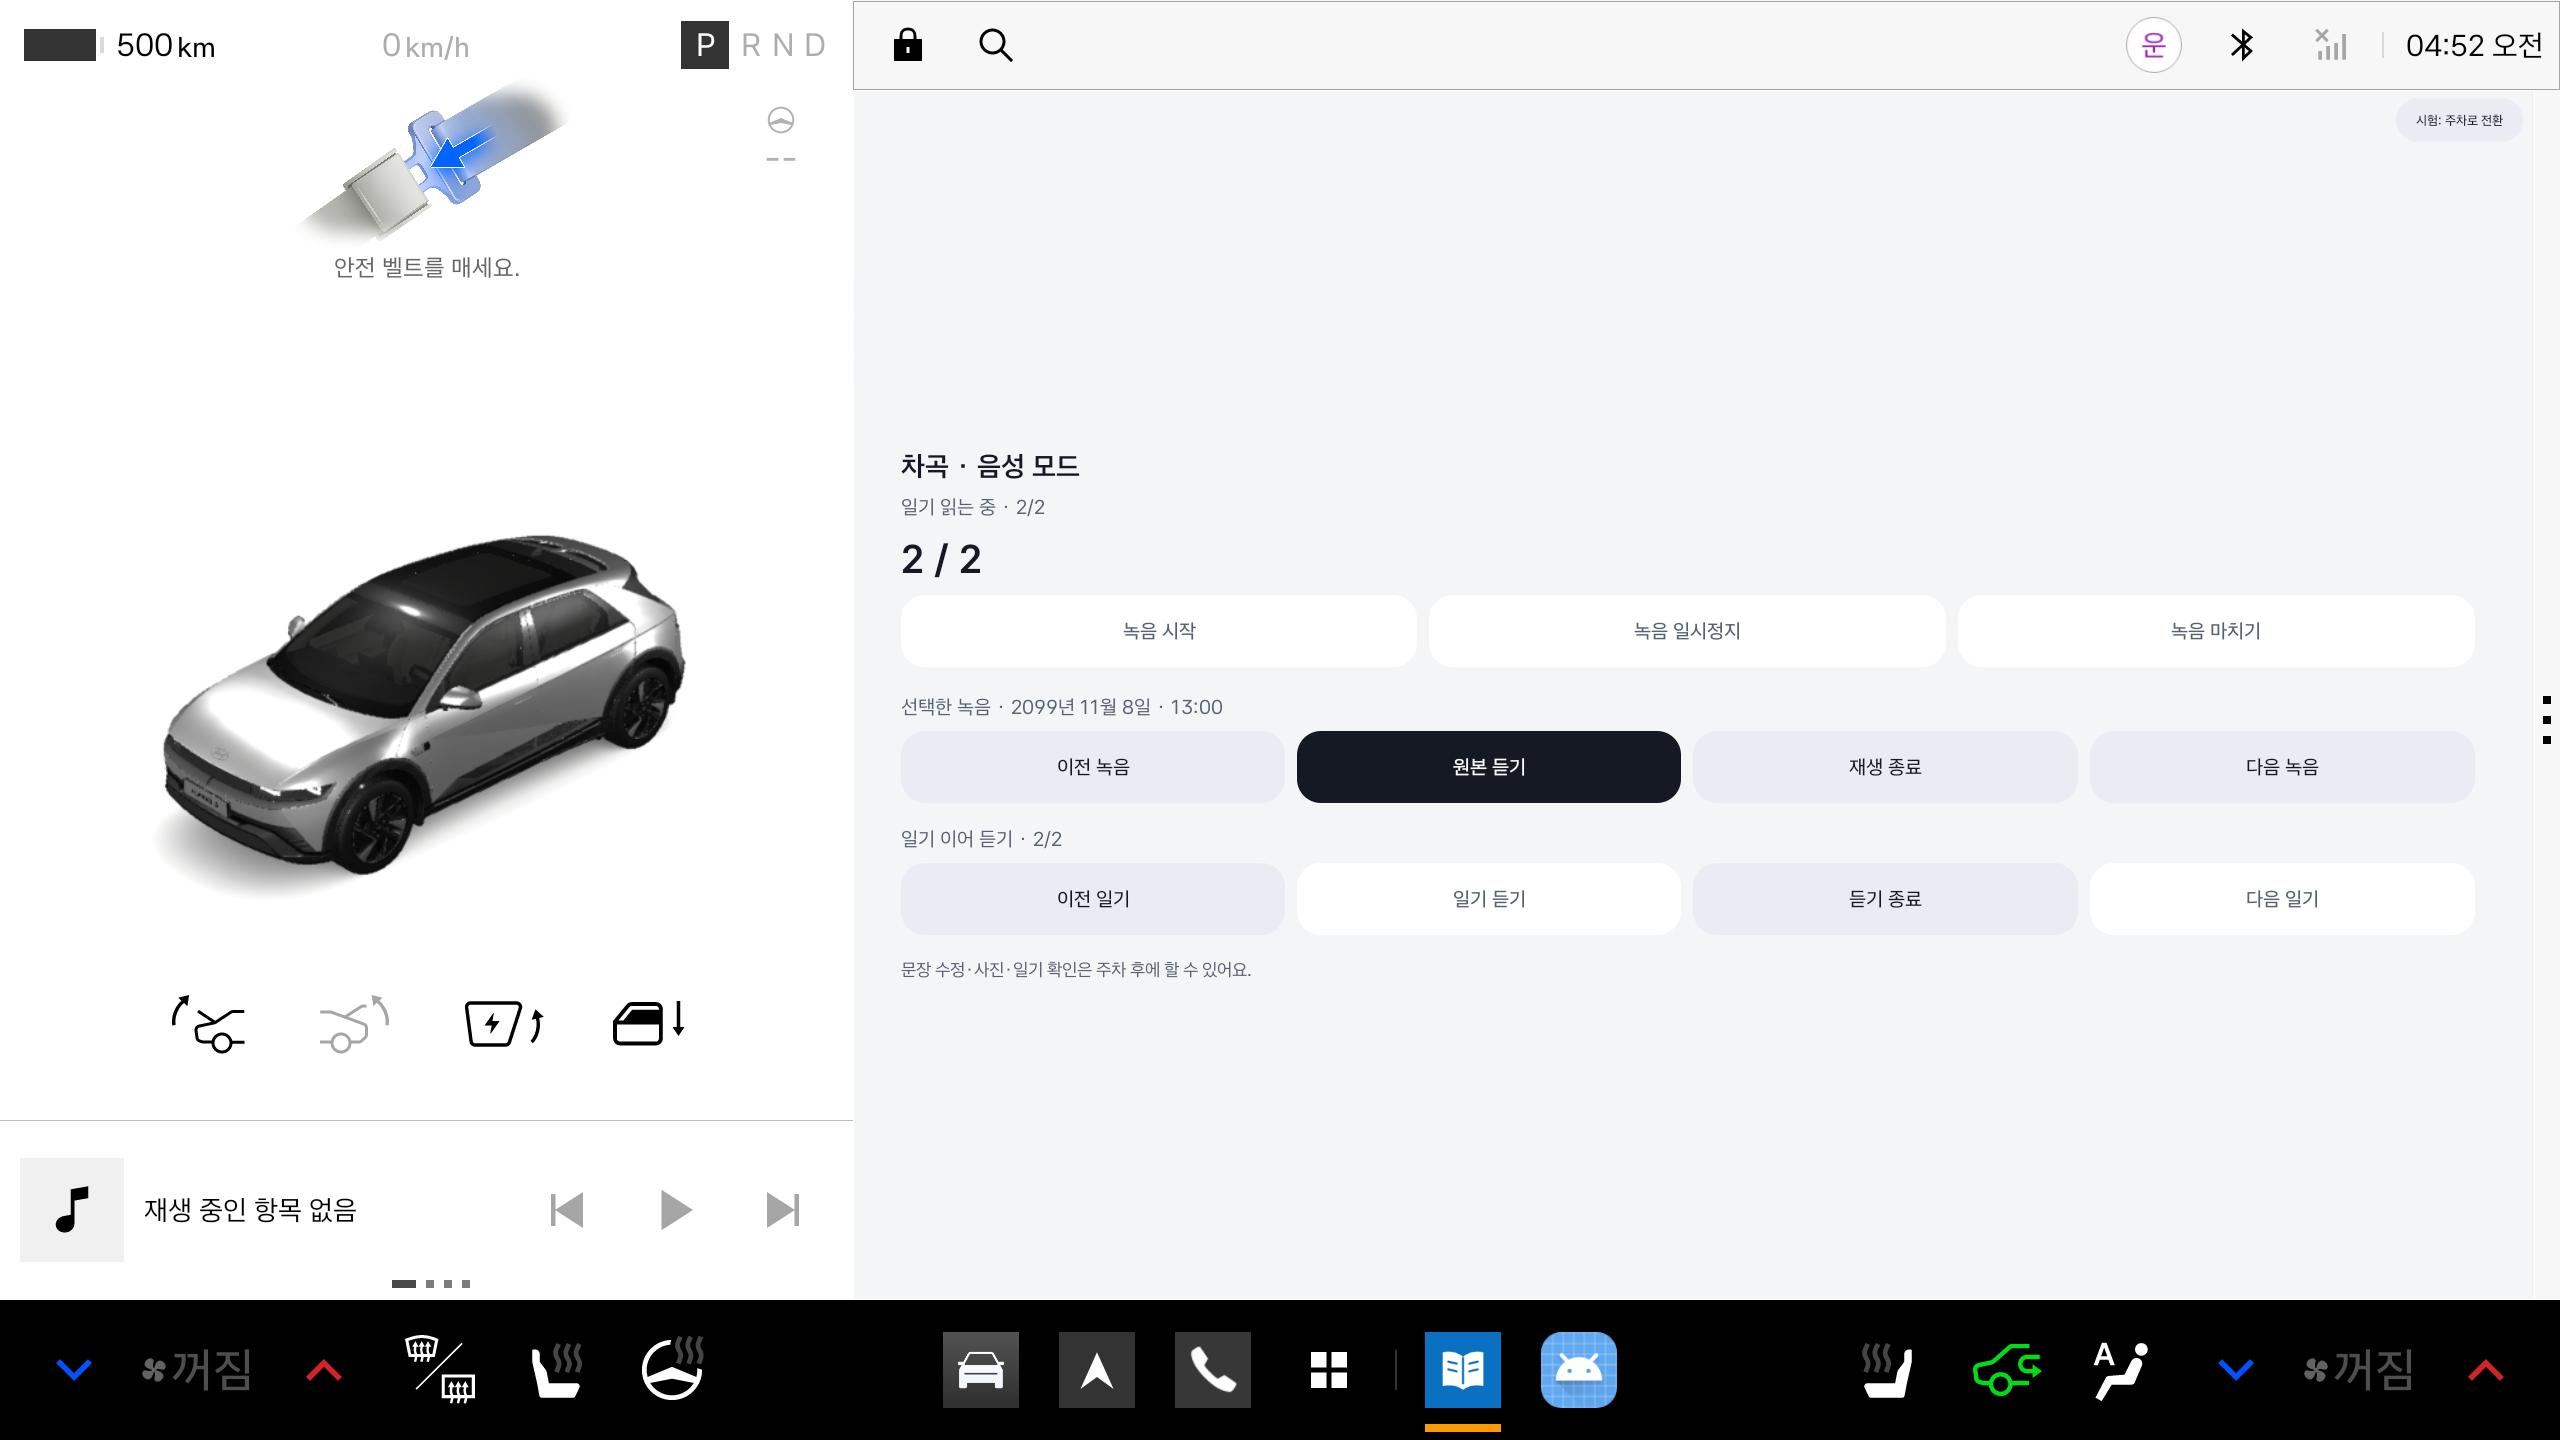 500 km
0 km/h
P R N D
안전 벨트를 매세요.
재생 중인 항목 없음
운
04:52 오전
시험: 주차로 전환
차곡 · 음성 모드
일기 읽는 중 · 2/2
2 / 2
녹음 시작
녹음 일시정지
녹음 마치기
선택한 녹음 · 2099년 11월 8일 · 13:00
이전 녹음
원본 듣기
재생 종료
다음 녹음
일기 이어 듣기 · 2/2
이전 일기
일기 듣기
듣기 종료
다음 일기
문장 수정·사진·일기 확인은 주차 후에 할 수 있어요.
꺼짐
A
꺼짐